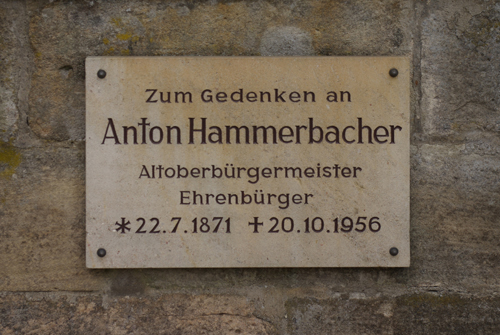 Zum Gedenken an
Anton Hammerbacher
Altoberbürgermeister
Ehrenbürger
* 22.7.1871 † 20.10.1956